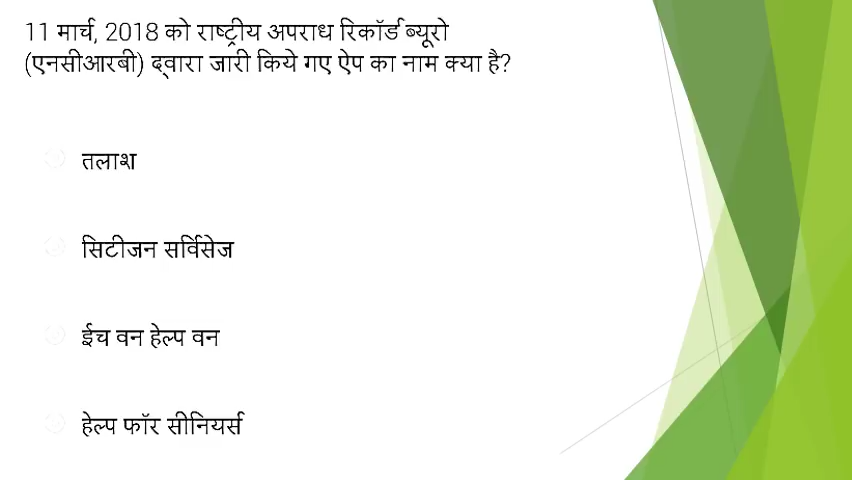 11 मार्च, 2018 को राष्ट्रीय अपराध रिकॉर्ड ब्यूरो
(एनसीआरबी) द्वारा जारी किये गए ऐप का नाम क्या है?
तलाश
सिटीजन सर्विसेज
ईच वन हेल्प वन
हेल्प फॉर सीनियर्स